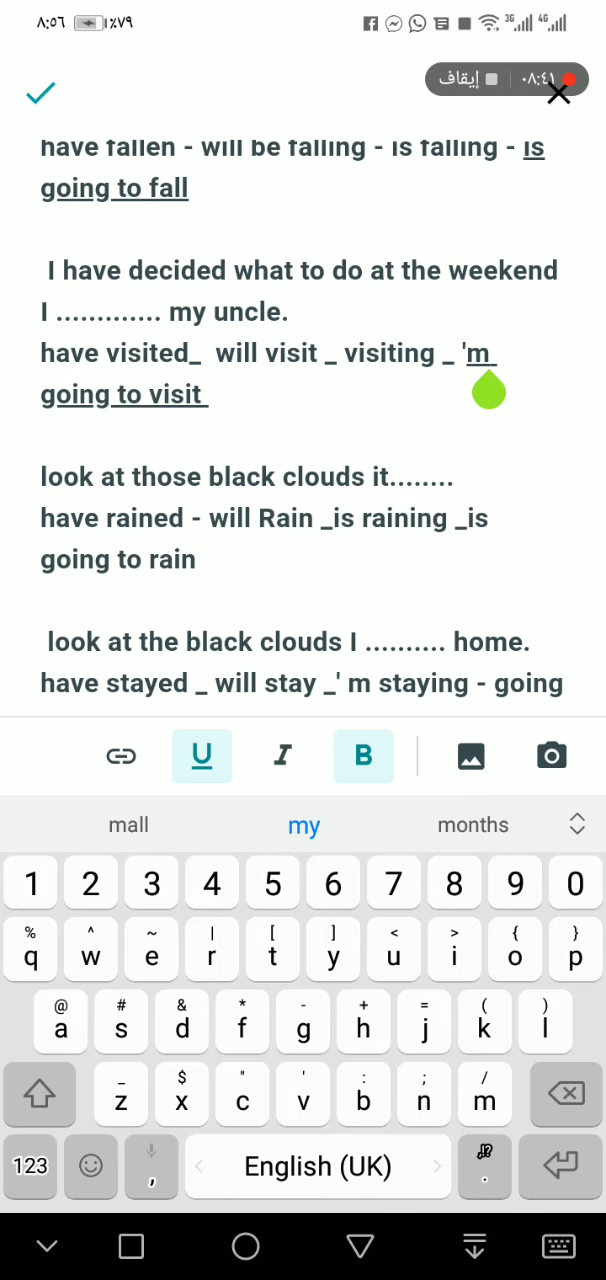 ٨:٥٦ ٪٧٩ 3G 4G
إيقاف ٠٨:٤١
have fallen - will be falling - is falling - is
going to fall
I have decided what to do at the weekend
I ............. my uncle.
have visited_ will visit _ visiting _ 'm
going to visit
look at those black clouds it........
have rained - will Rain _is raining _is
going to rain
look at the black clouds I .......... home.
have stayed _ will stay _' m staying - going
U I B
mall my months
1 2 3 4 5 6 7 8 9 0
% ^ ~ | [ ] < > { }
q w e r t y u i o p
@ # & * - + = ( )
a s d f g h j k l
_ $ " ' : ; /
z x c v b n m
123 , English (UK) .